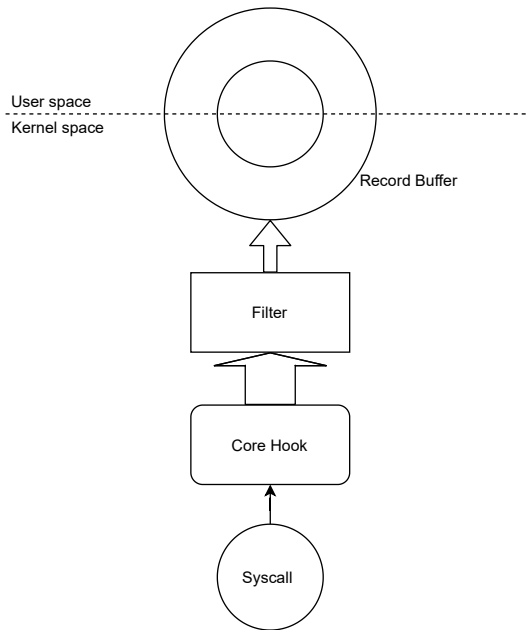 User space
Kernel space
Record Buffer
Filter
Core Hook
Syscall